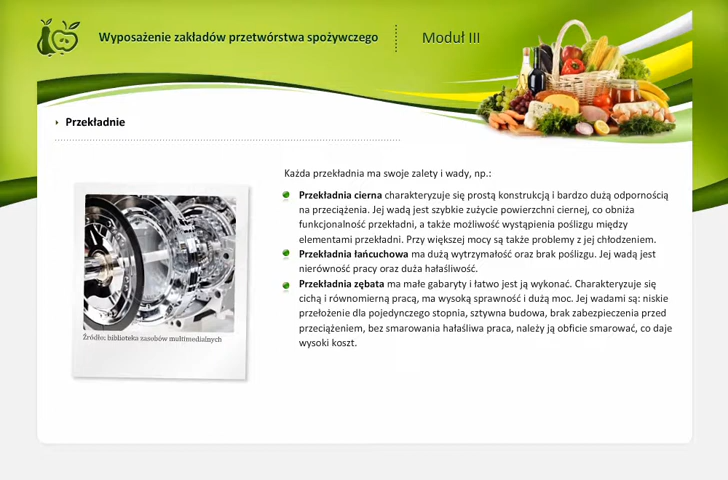 Wyposażenie zakładów przetwórstwa spożywczego
Moduł III
Przekładnie
Każda przekładnia ma swoje zalety i wady, np.:
Przekładnia cierna charakteryzuje się prostą konstrukcją i bardzo dużą odpornością
na przeciążenia. Jej wadą jest szybkie zużycie powierzchni ciernej, co obniża
funkcjonalność przekładni, a także możliwość wystąpienia poślizgu między
elementami przekładni. Przy większej mocy są także problemy z jej chłodzeniem.
Przekładnia łańcuchowa ma dużą wytrzymałość oraz brak poślizgu. Jej wadą jest
nierówność pracy oraz duża hałaśliwość.
Przekładnia zębata ma małe gabaryty i łatwo jest ją wykonać. Charakteryzuje się
cichą i równomierną pracą, ma wysoką sprawność i dużą moc. Jej wadami są: niskie
przełożenie dla pojedynczego stopnia, sztywna budowa, brak zabezpieczenia przed
przeciążeniem, bez smarowania hałaśliwa praca, należy ją obficie smarować, co daje
wysoki koszt.
Źródło: biblioteka zasobów multimedialnych